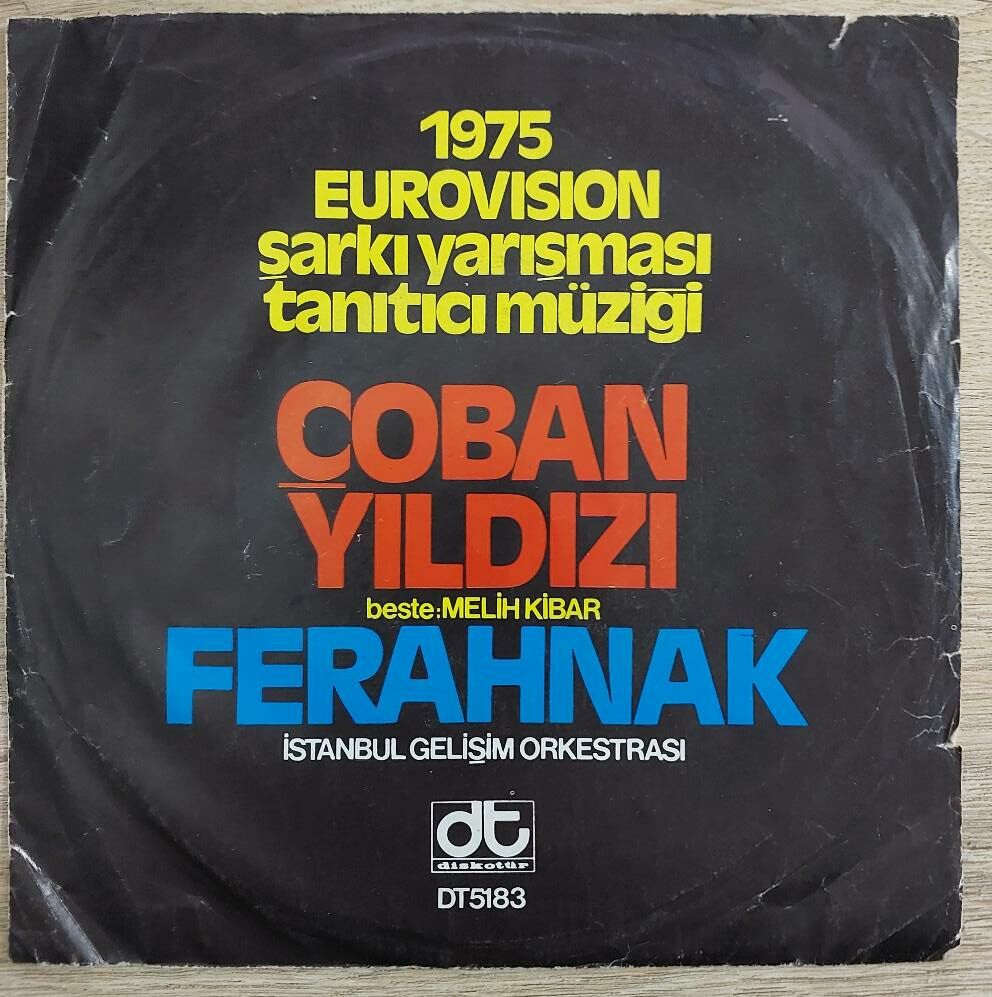 1975
EUROVISION
şarkı yarışması
tanıtıcı müziği
ÇOBAN
YILDIZI
beste: MELİH KİBAR
FERAHNAK
İSTANBUL GELİŞİM ORKESTRASI
dt
diskotür
DT5183